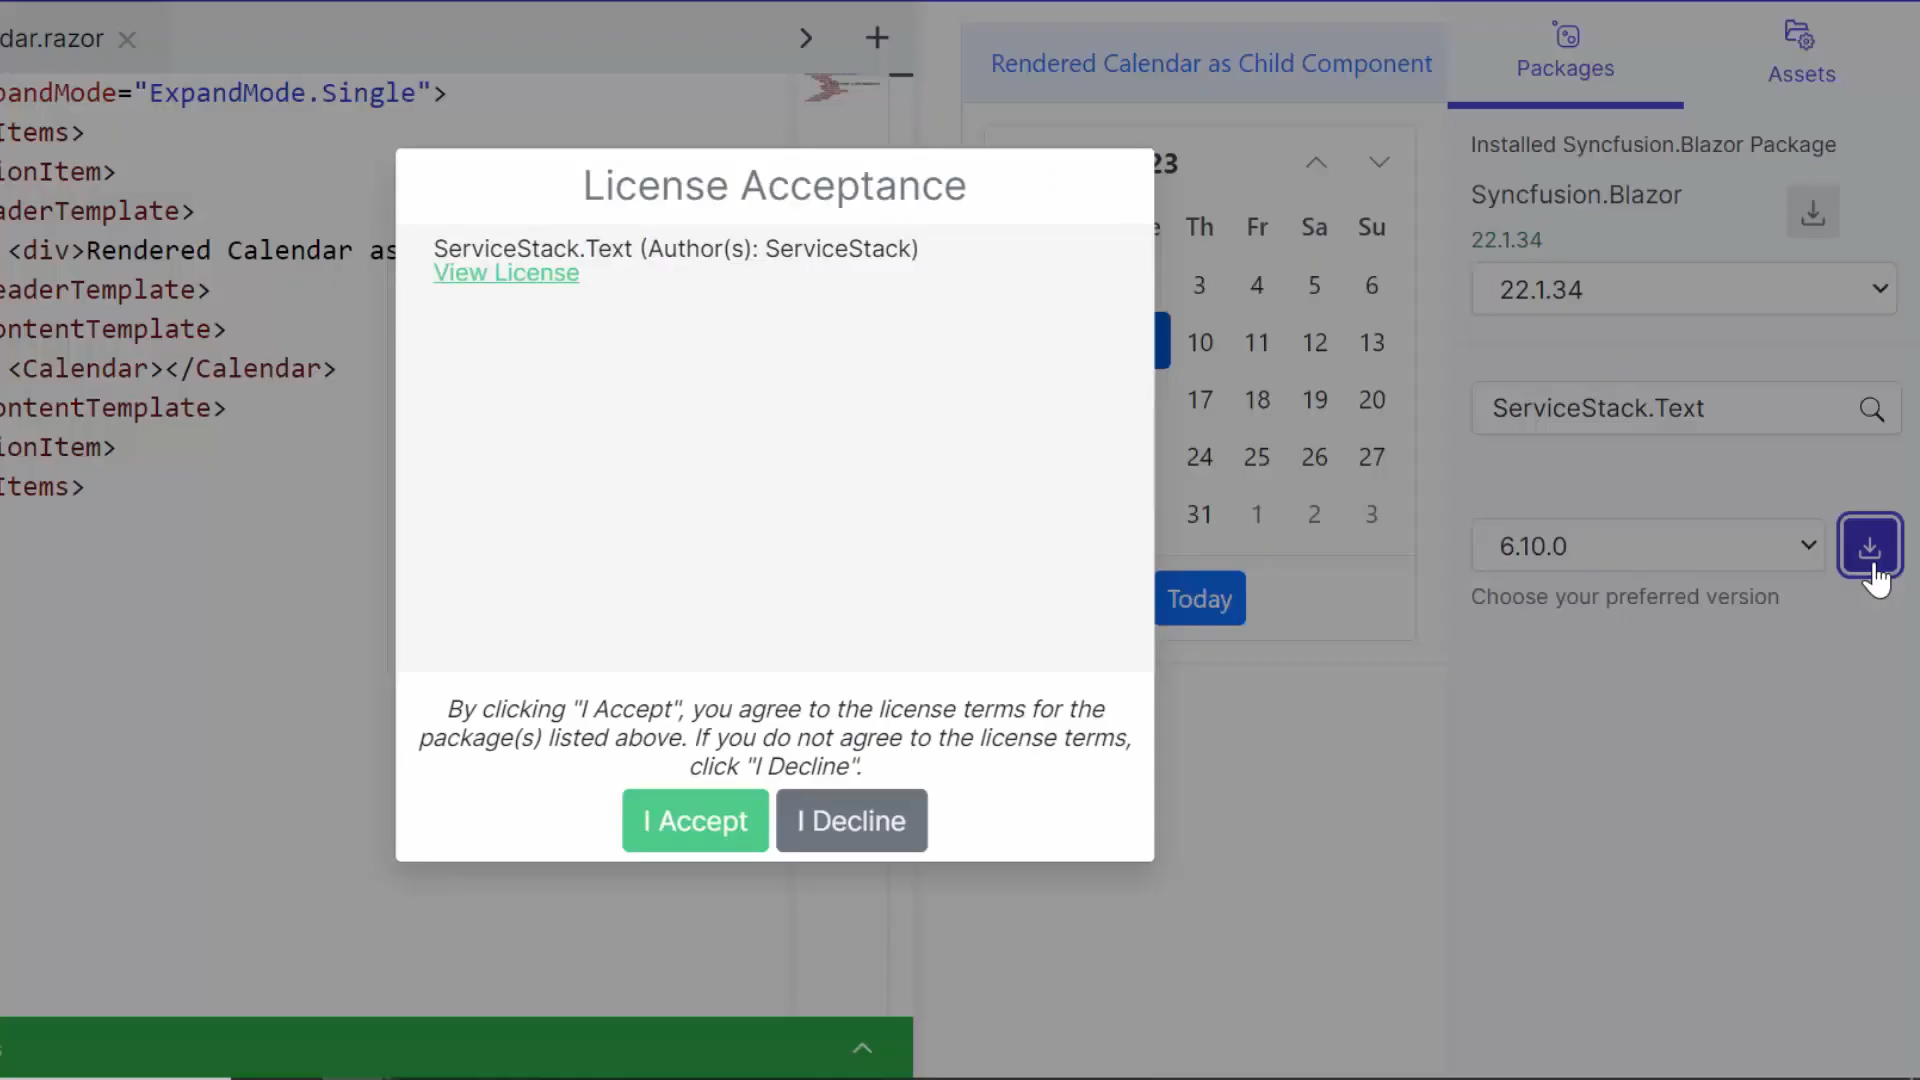 dar.razor
Rendered Calendar as Child Component
Packages
Assets
pandMode="ExpandMode.Single">
Items>
ionItem>
aderTemplate>
<div>Rendered Calendar as
eaderTemplate>
ontentTemplate>
<Calendar></Calendar>
ontentTemplate>
ionItem>
Items>
License Acceptance
ServiceStack.Text (Author(s): ServiceStack)
View License
By clicking "I Accept", you agree to the license terms for the
package(s) listed above. If you do not agree to the license terms,
click "I Decline".
I Accept
I Decline
23
e Th Fr Sa Su
3 4 5 6
10 11 12 13
17 18 19 20
24 25 26 27
31 1 2 3
Today
Installed Syncfusion.Blazor Package
Syncfusion.Blazor
22.1.34
22.1.34
ServiceStack.Text
6.10.0
Choose your preferred version
s